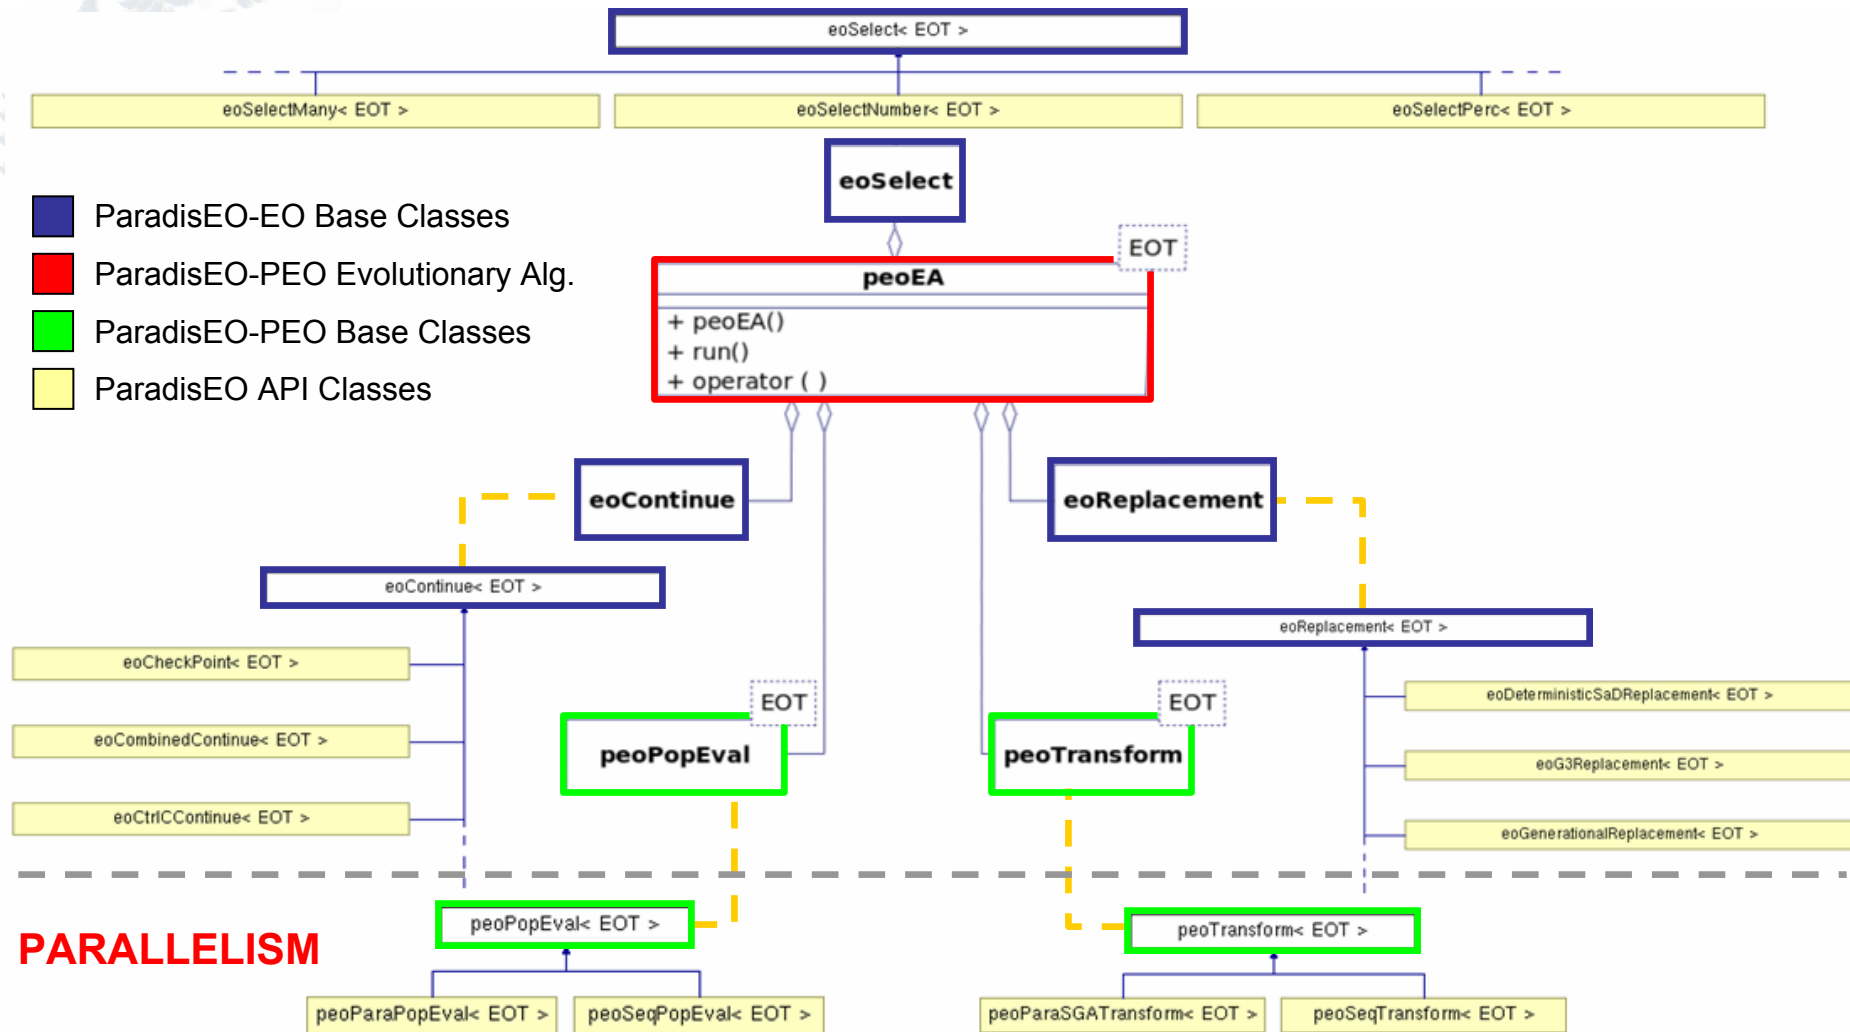 eoSelect< EOT >
eoSelectMany< EOT >
eoSelectNumber< EOT >
eoSelectPerc< EOT >
eoSelect
ParadisEO-EO Base Classes
ParadisEO-PEO Evolutionary Alg.
ParadisEO-PEO Base Classes
ParadisEO API Classes
EOT
peoEA
+ peoEA()
+ run()
+ operator ( )
eoContinue
eoReplacement
eoContinue< EOT >
eoReplacement< EOT >
eoCheckPoint< EOT >
eoCombinedContinue< EOT >
eoCtrlCContinue< EOT >
EOT
peoPopEval
EOT
peoTransform
eoDeterministicSaDReplacement< EOT >
eoG3Replacement< EOT >
eoGenerationalReplacement< EOT >
PARALLELISM
peoPopEval< EOT >
peoTransform< EOT >
peoParaPopEval< EOT >
peoSeqPopEval< EOT >
peoParaSGATransform< EOT >
peoSeqTransform< EOT >